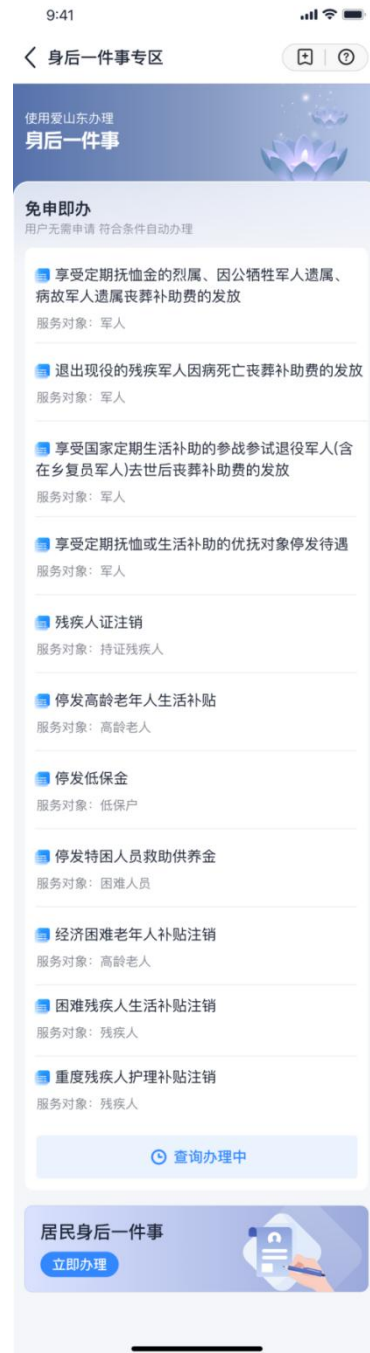 9:41
身后一件事专区
使用爱山东办理
身后一件事
免申即办
用户无需申请 符合条件自动办理
享受定期抚恤金的烈属、因公牺牲军人遗属、
病故军人遗属丧葬补助费的发放
服务对象：军人
退出现役的残疾军人因病死亡丧葬补助费的发放
服务对象：军人
享受国家定期生活补助的参战参试退役军人(含
在乡复员军人)去世后丧葬补助费的发放
服务对象：军人
享受定期抚恤或生活补助的优抚对象停发待遇
服务对象：军人
残疾人证注销
服务对象：持证残疾人
停发高龄老年人生活补贴
服务对象：高龄老人
停发低保金
服务对象：低保户
停发特困人员救助供养金
服务对象：困难人员
经济困难老年人补贴注销
服务对象：高龄老人
困难残疾人生活补贴注销
服务对象：残疾人
重度残疾人护理补贴注销
服务对象：残疾人
查询办理中
居民身后一件事
立即办理